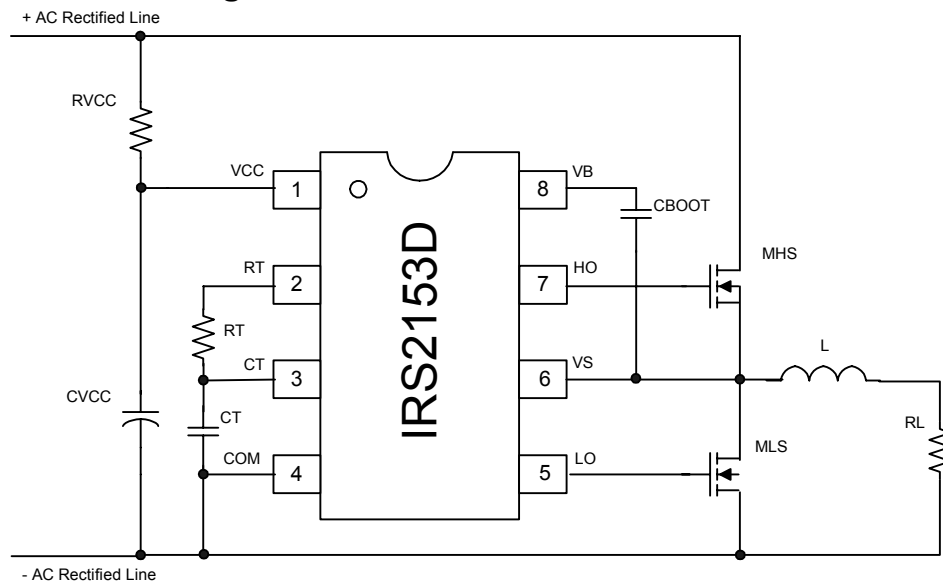 + AC Rectified Line
RVCC
VCC
1
8
VB
CBOOT
MHS
RT
2
7
HO
RT
IRS2153D
CT
3
6
VS
L
CVCC
CT
RL
MLS
COM
4
5
LO
- AC Rectified Line